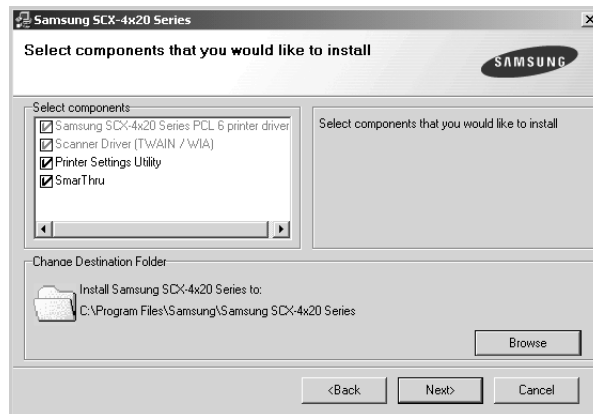 Samsung SCX-4x20 Series
Select components that you would like to install
SAMSUNG
Select components
Samsung SCX-4x20 Series PCL 6 printer driver
Scanner Driver (TWAIN / WIA)
Printer Settings Utility
SmarThru
Select components that you would like to install
Change Destination Folder
Install Samsung SCX-4x20 Series to:
C:\Program Files\Samsung\Samsung SCX-4x20 Series
Browse
<Back Next> Cancel